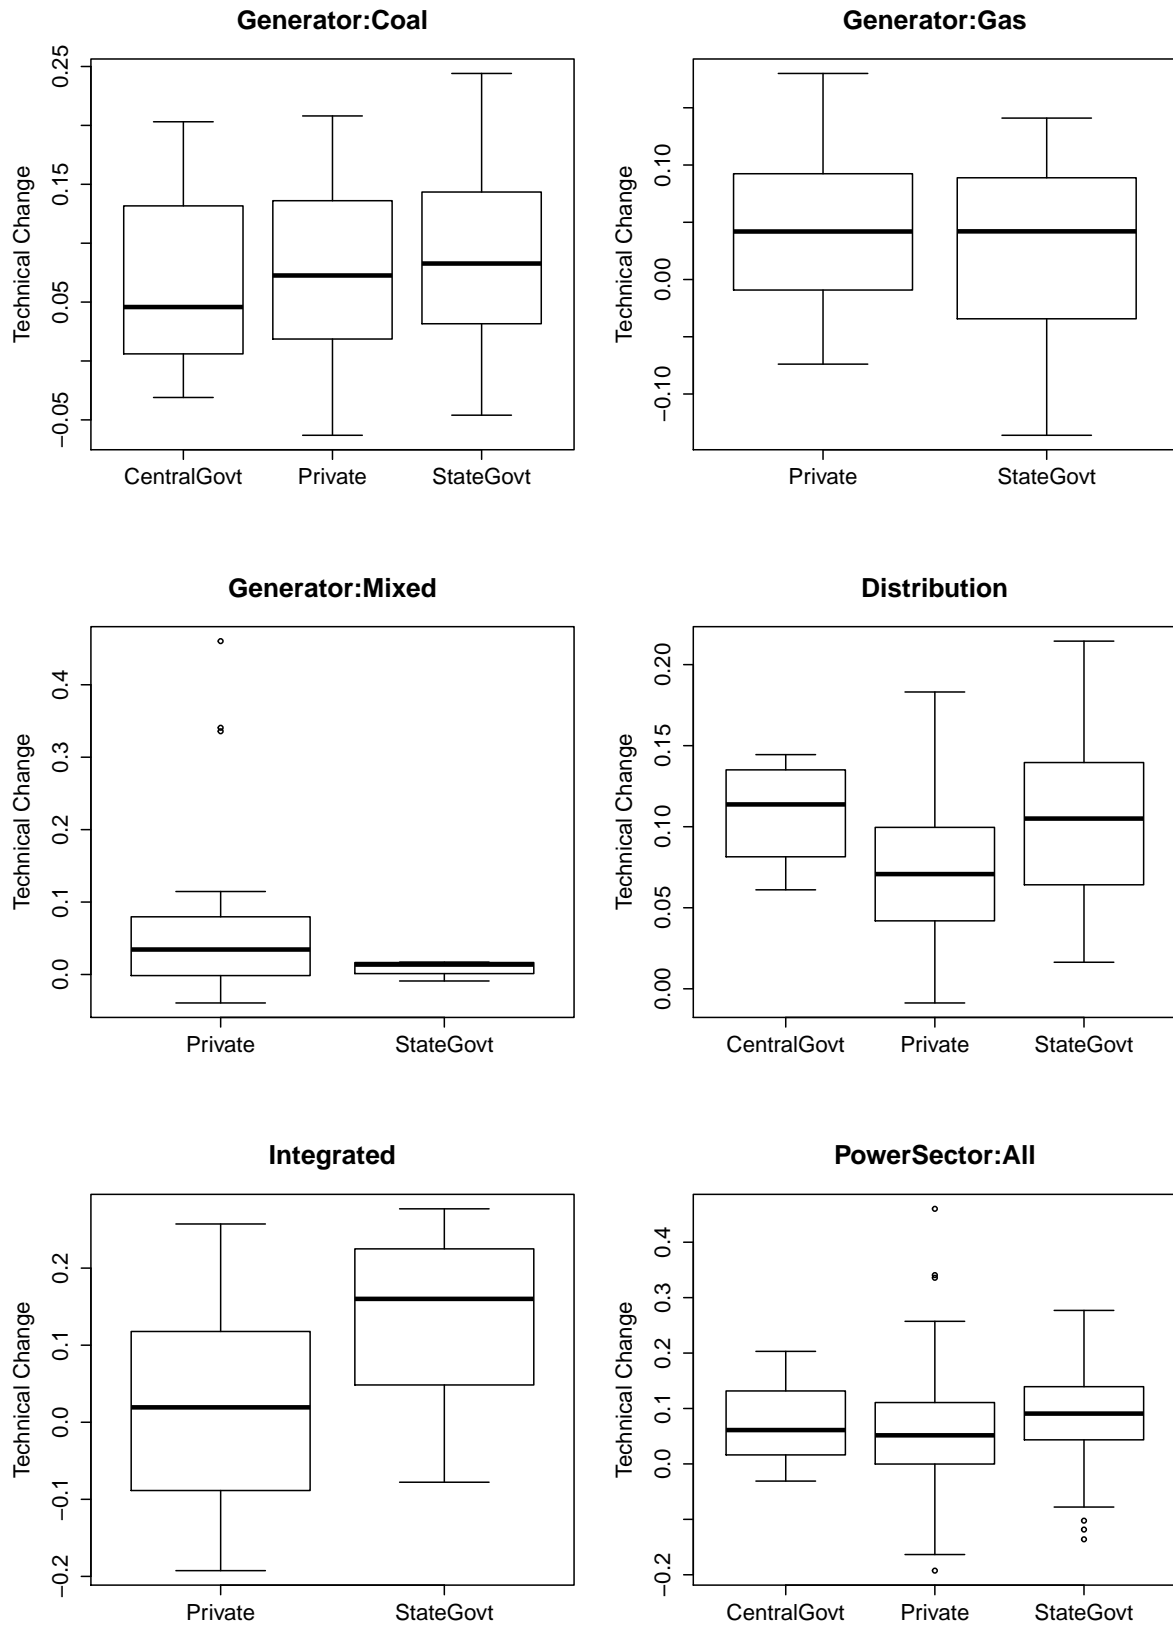 Generator:Coal
Technical Change
0.25
0.15
0.05
−0.05
CentralGovt Private StateGovt
Generator:Gas
Technical Change
0.10
0.00
−0.10
Private StateGovt
Generator:Mixed
Technical Change
0.4
0.3
0.2
0.1
0.0
Private StateGovt
Distribution
Technical Change
0.20
0.15
0.10
0.05
0.00
CentralGovt Private StateGovt
Integrated
Technical Change
0.2
0.1
0.0
−0.1
−0.2
Private StateGovt
PowerSector:All
Technical Change
0.4
0.3
0.2
0.1
0.0
−0.2
CentralGovt Private StateGovt